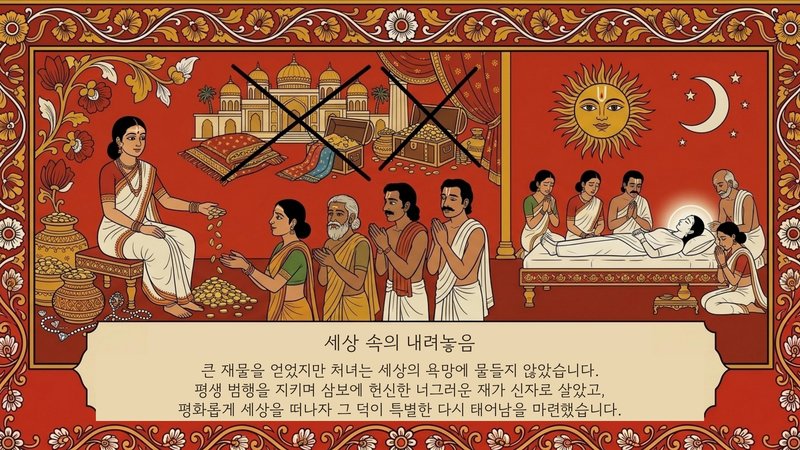 세상 속의 내려놓음
큰 재물을 얻었지만 처녀는 세상의 욕망에 물들지 않았습니다.
평생 범행을 지키며 삼보에 헌신한 너그러운 재가 신자로 살았고,
평화롭게 세상을 떠나자 그 덕이 특별한 다시 태어남을 마련했습니다.